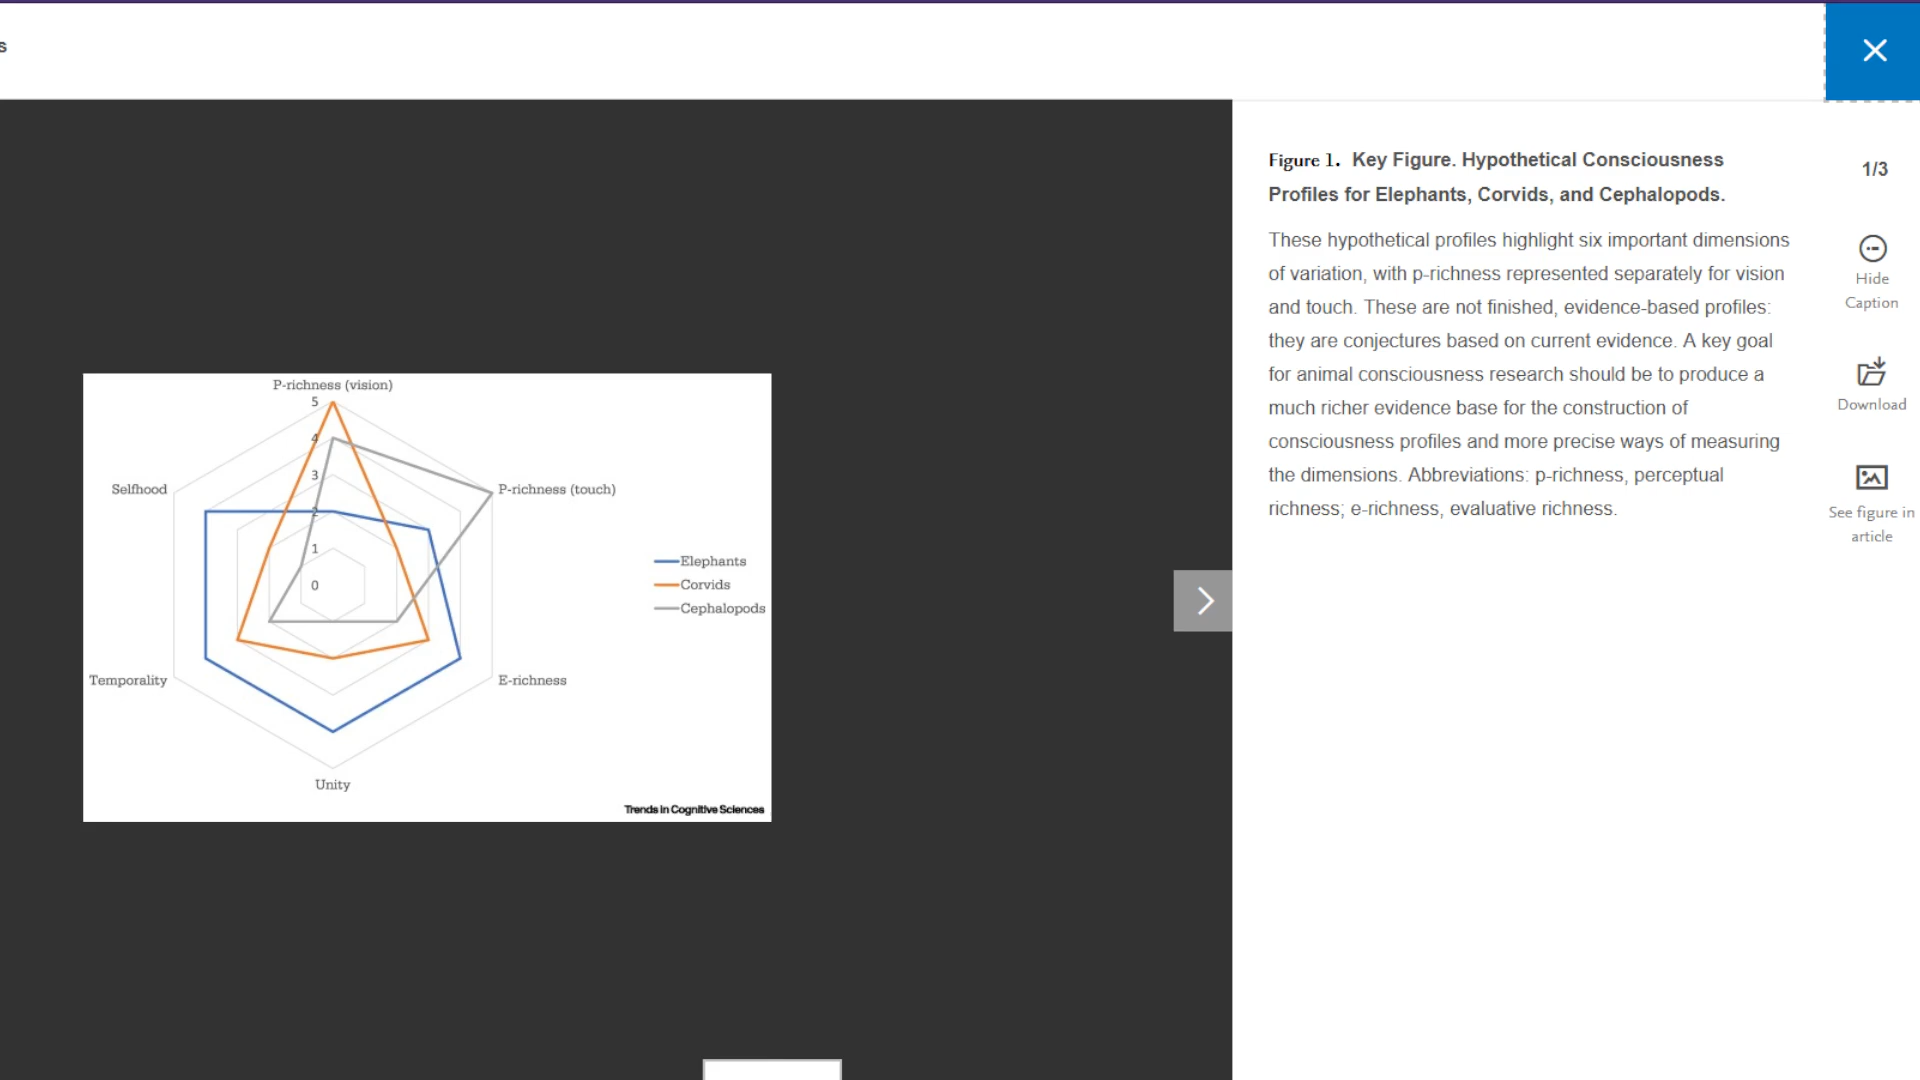 s
P-richness (vision)
5
4
3
2
1
0
P-richness (touch)
E-richness
Unity
Temporality
Selfhood
Elephants
Corvids
Cephalopods
Trends in Cognitive Sciences
Figure 1. Key Figure. Hypothetical Consciousness
Profiles for Elephants, Corvids, and Cephalopods.
These hypothetical profiles highlight six important dimensions
of variation, with p-richness represented separately for vision
and touch. These are not finished, evidence-based profiles:
they are conjectures based on current evidence. A key goal
for animal consciousness research should be to produce a
much richer evidence base for the construction of
consciousness profiles and more precise ways of measuring
the dimensions. Abbreviations: p-richness, perceptual
richness; e-richness, evaluative richness.
1/3
Hide
Caption
Download
See figure in
article